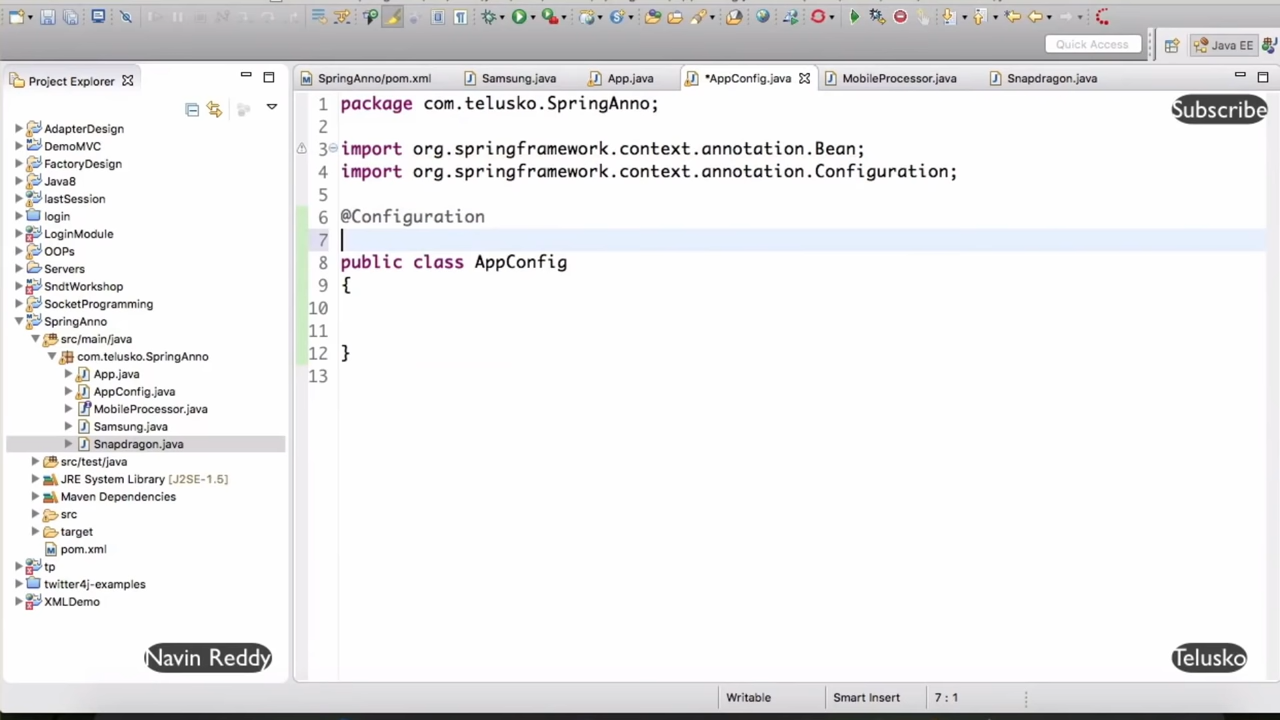 Quick Access
Java EE
Project Explorer
SpringAnno/pom.xml
Samsung.java
App.java
*AppConfig.java
MobileProcessor.java
Snapdragon.java
AdapterDesign
DemoMVC
FactoryDesign
Java8
lastSession
login
LoginModule
OOPs
Servers
SndtWorkshop
SocketProgramming
SpringAnno
src/main/java
com.telusko.SpringAnno
App.java
AppConfig.java
MobileProcessor.java
Samsung.java
Snapdragon.java
src/test/java
JRE System Library [J2SE-1.5]
Maven Dependencies
src
target
pom.xml
tp
twitter4j-examples
XMLDemo
Navin Reddy
1 package com.telusko.SpringAnno;
2
3 import org.springframework.context.annotation.Bean;
4 import org.springframework.context.annotation.Configuration;
5
6 @Configuration
7
8 public class AppConfig
9 {
10
11
12 }
13
Subscribe
Telusko
Writable
Smart Insert
7 : 1